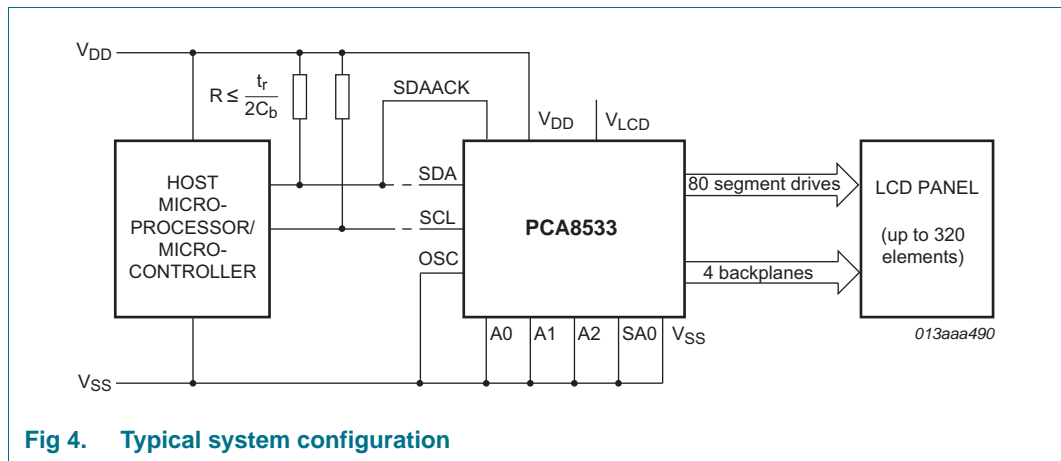 VDD
R ≤ tr
2Cb
SDAACK
VDD
VLCD
HOST
MICRO-
PROCESSOR/
MICRO-
CONTROLLER
SDA
SCL
OSC
PCA8533
80 segment drives
4 backplanes
LCD PANEL
(up to 320
elements)
A0 A1 A2 SA0 VSS
013aaa490
VSS
Fig 4. Typical system configuration